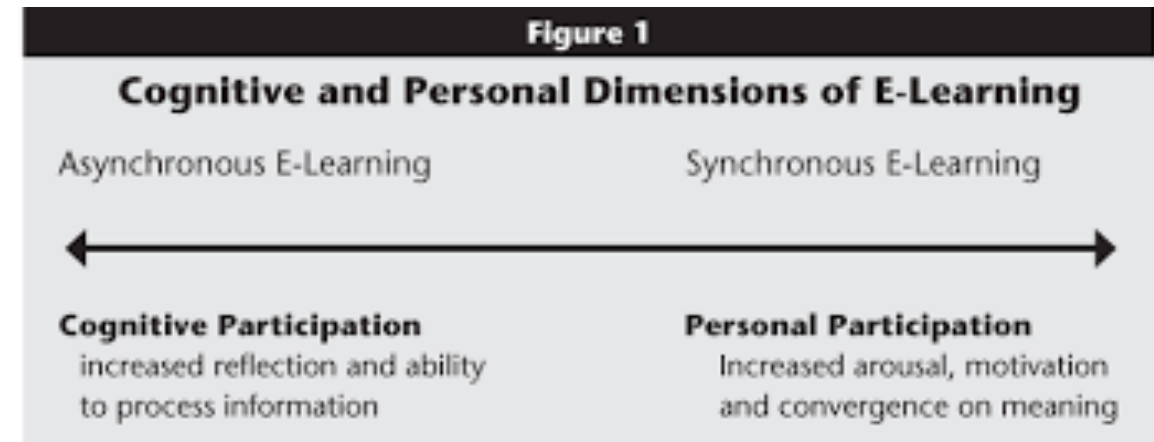 Figure 1
Cognitive and Personal Dimensions of E-Learning
Asynchronous E-Learning
Synchronous E-Learning
Cognitive Participation
increased reflection and ability
to process information
Personal Participation
Increased arousal, motivation
and convergence on meaning